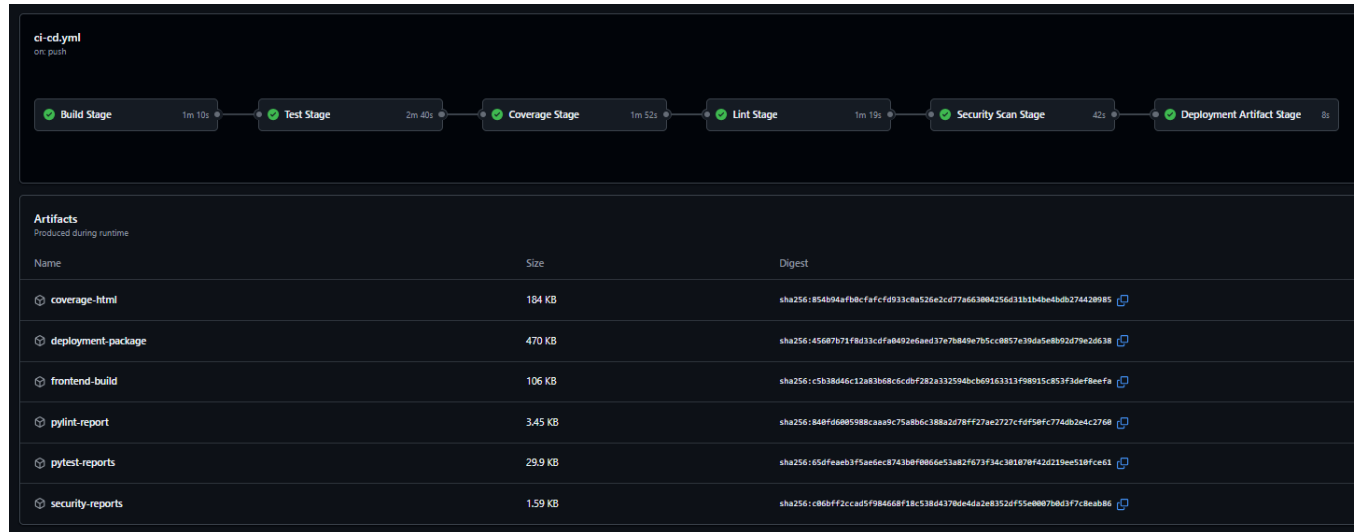 ci-cd.yml
on: push
Build Stage 1m 10s
Test Stage 2m 40s
Coverage Stage 1m 52s
Lint Stage 1m 19s
Security Scan Stage 42s
Deployment Artifact Stage 8s
Artifacts
Produced during runtime
Name Size Digest
coverage-html 184 KB sha256:854b94afb0cfafcfd933c0a526e2cd77a663004256d31b1b4be4bdb274420985
deployment-package 470 KB sha256:45607b71f8d33cdfa0492e6aed37e7b849e7b5cc0857e39da5e8b92d79e2d638
frontend-build 106 KB sha256:c5b38d46c12a83b68c6cdbf282a332594bcb69163313f98915c853f3def8eefa
pylint-report 3.45 KB sha256:840fd6005988caaa9c75a8b6c388a2d78ff27ae2727cfdf50fc774db2e4c2760
pytest-reports 29.9 KB sha256:65dfeaeb3f5ae6ec8743b0f0066e53a82f673f34c301070f42d219ee510fce61
security-reports 1.59 KB sha256:c06bff2ccad5f984668f18c538d4370de4da2e8352df55e0007b0d3f7c8eab86